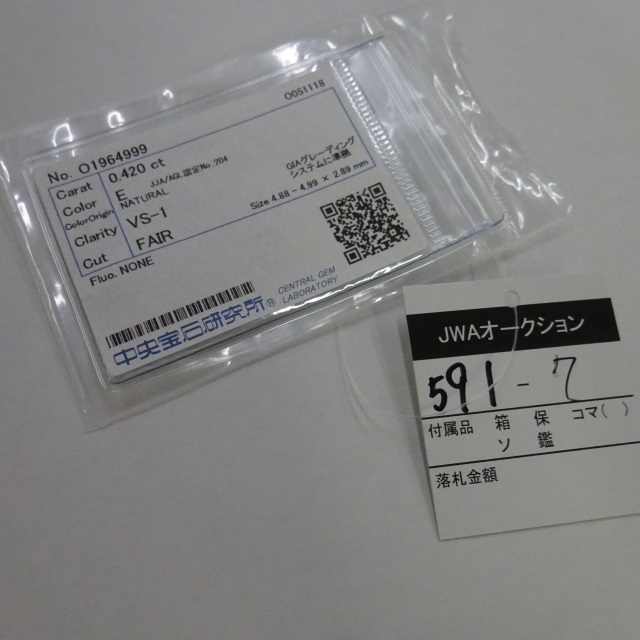 O051118
No. O1964999
Carat 0.420 ct
Color E JJA/AGL認定No.204
ColorOrigin NATURAL
Clarity VS-1
Cut FAIR
Fluo. NONE
GIAグレーディング
システムに準拠
Size 4.88 - 4.99 x 2.89 mm
中央宝石研究所® CENTRAL GEM
LABORATORY
JWAオークション
591-7
付属品 箱 保 コマ( )
ソ 鑑
落札金額